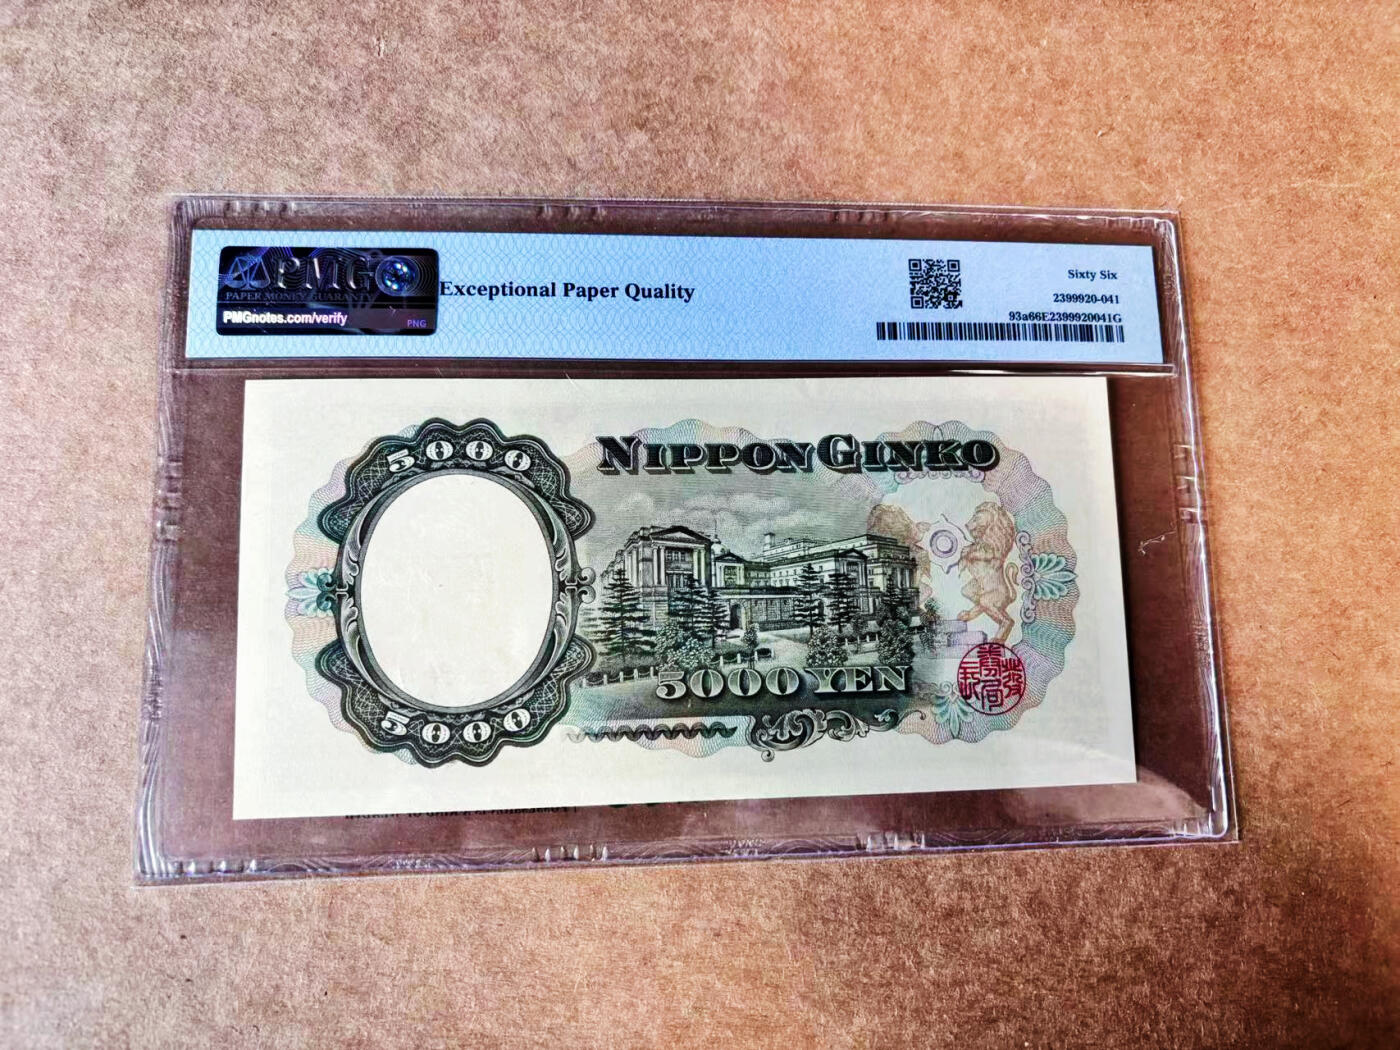 PMG
PAPER MONEY GUARANTY
PMGnotes.com/verify
PNG
Exceptional Paper Quality
Sixty Six
2399920-041
93a66E2399920041G
5000
NIPPON GINKO
5000 YEN
5000